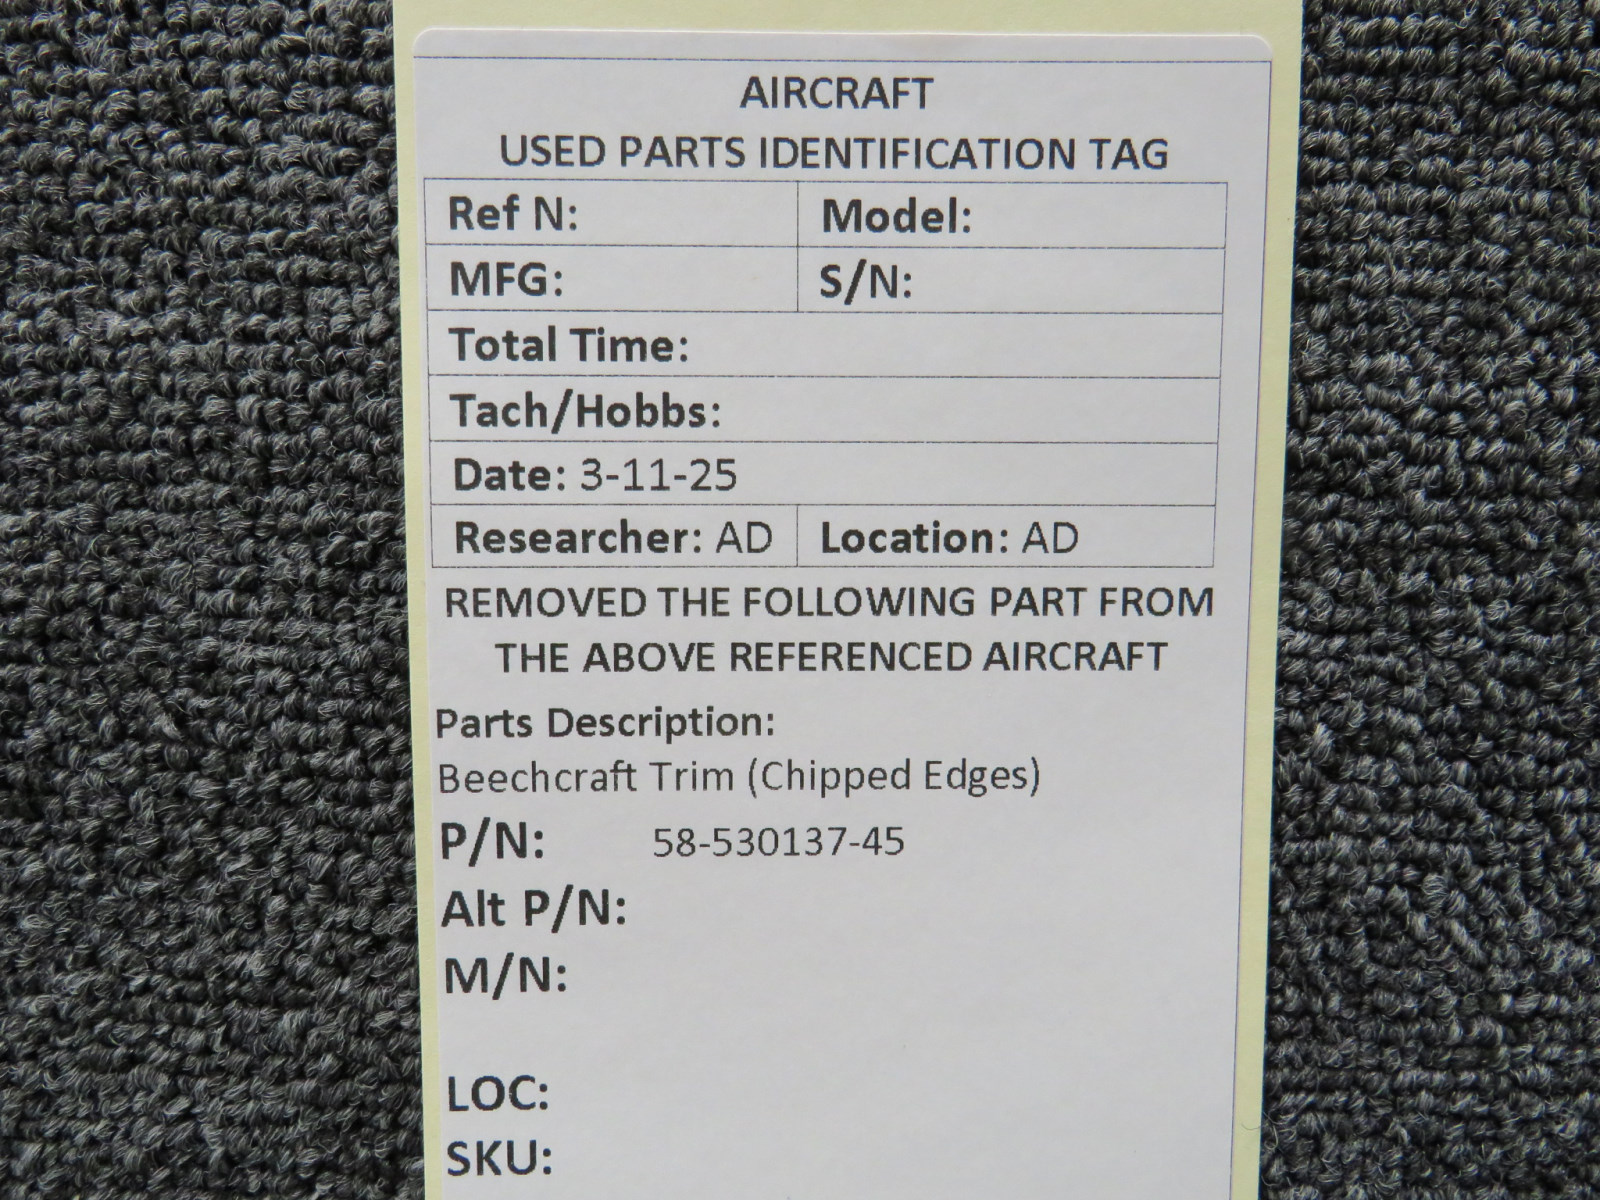 AIRCRAFT
USED PARTS IDENTIFICATION TAG
Ref N: Model:
MFG: S/N:
Total Time:
Tach/Hobbs:
Date: 3-11-25
Researcher: AD Location: AD
REMOVED THE FOLLOWING PART FROM
THE ABOVE REFERENCED AIRCRAFT
Parts Description:
Beechcraft Trim (Chipped Edges)
P/N: 58-530137-45
Alt P/N:
M/N:
LOC:
SKU: